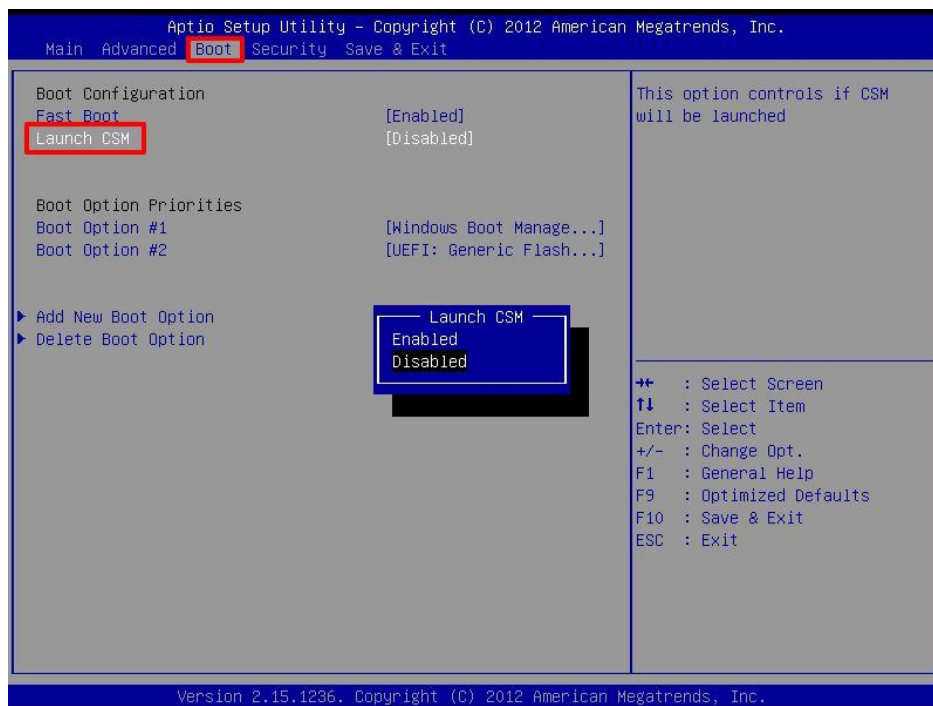 Aptio Setup Utility – Copyright (C) 2012 American Megatrends, Inc.
Main Advanced Boot Security Save & Exit
Boot Configuration
Fast Boot [Enabled]
Launch CSM [Disabled]
Boot Option Priorities
Boot Option #1 [Windows Boot Manage...]
Boot Option #2 [UEFI: Generic Flash...]
Add New Boot Option
Delete Boot Option
Launch CSM
Enabled
Disabled
This option controls if CSM
will be launched
→← : Select Screen
↑↓ : Select Item
Enter: Select
+/- : Change Opt.
F1 : General Help
F9 : Optimized Defaults
F10 : Save & Exit
ESC : Exit
Version 2.15.1236. Copyright (C) 2012 American Megatrends, Inc.